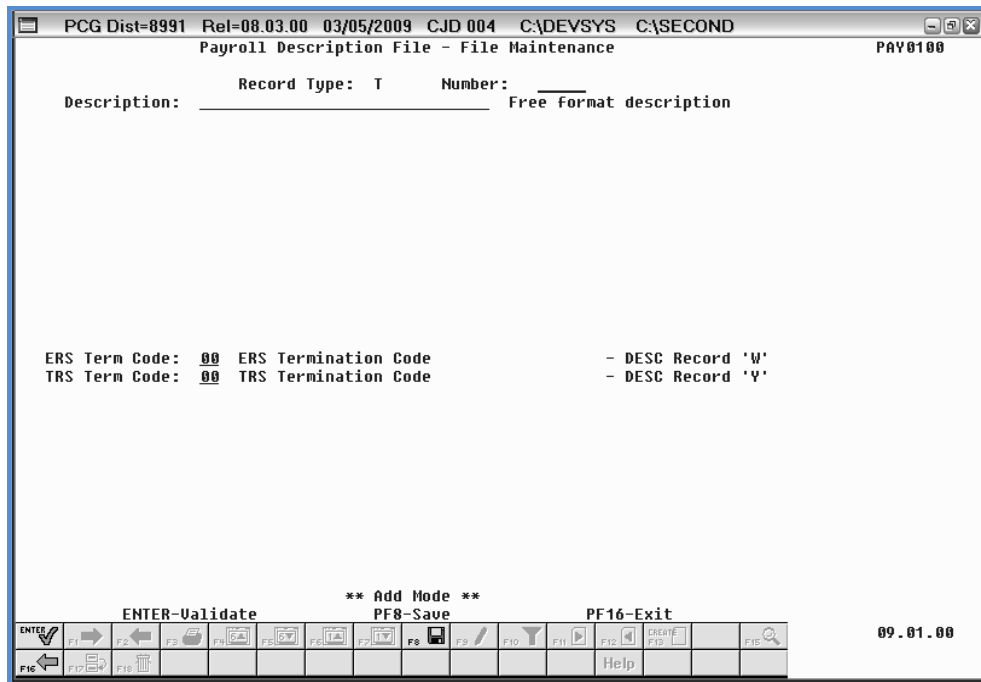 PCG Dist=8991 Rel=08.03.00 03/05/2009 CJD 004 C:\DEVSYS C:\SECOND
Payroll Description File - File Maintenance PAY0100
Record Type: T Number:
Description: Free format description
ERS Term Code: 00 ERS Termination Code - DESC Record 'W'
TRS Term Code: 00 TRS Termination Code - DESC Record 'Y'
** Add Mode **
ENTER-Validate PF8-Save PF16-Exit
ENTER F1 F2 F3 F4 6▲ F5 6▼ F6 1▲ F7 1▼ F8 F9 F10 F11 F12 CREATE F13 F15 09.01.00
F16 F17 F18 Help